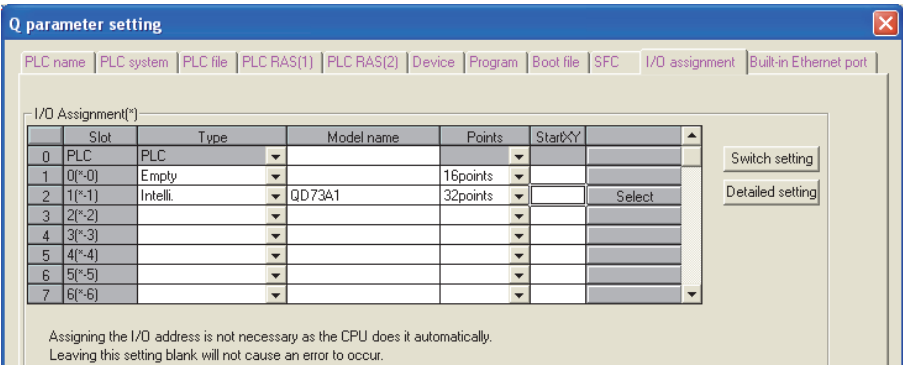 Q parameter setting
PLC name PLC system PLC file PLC RAS(1) PLC RAS(2) Device Program Boot file SFC I/O assignment Built-in Ethernet port
I/O Assignment(*)
Slot Type Model name Points StartXY
0 PLC PLC
1 0(*-0) Empty 16points
2 1(*-1) Intelli. QD73A1 32points Select
3 2(*-2)
4 3(*-3)
5 4(*-4)
6 5(*-5)
7 6(*-6)
Switch setting
Detailed setting
Assigning the I/O address is not necessary as the CPU does it automatically.
Leaving this setting blank will not cause an error to occur.